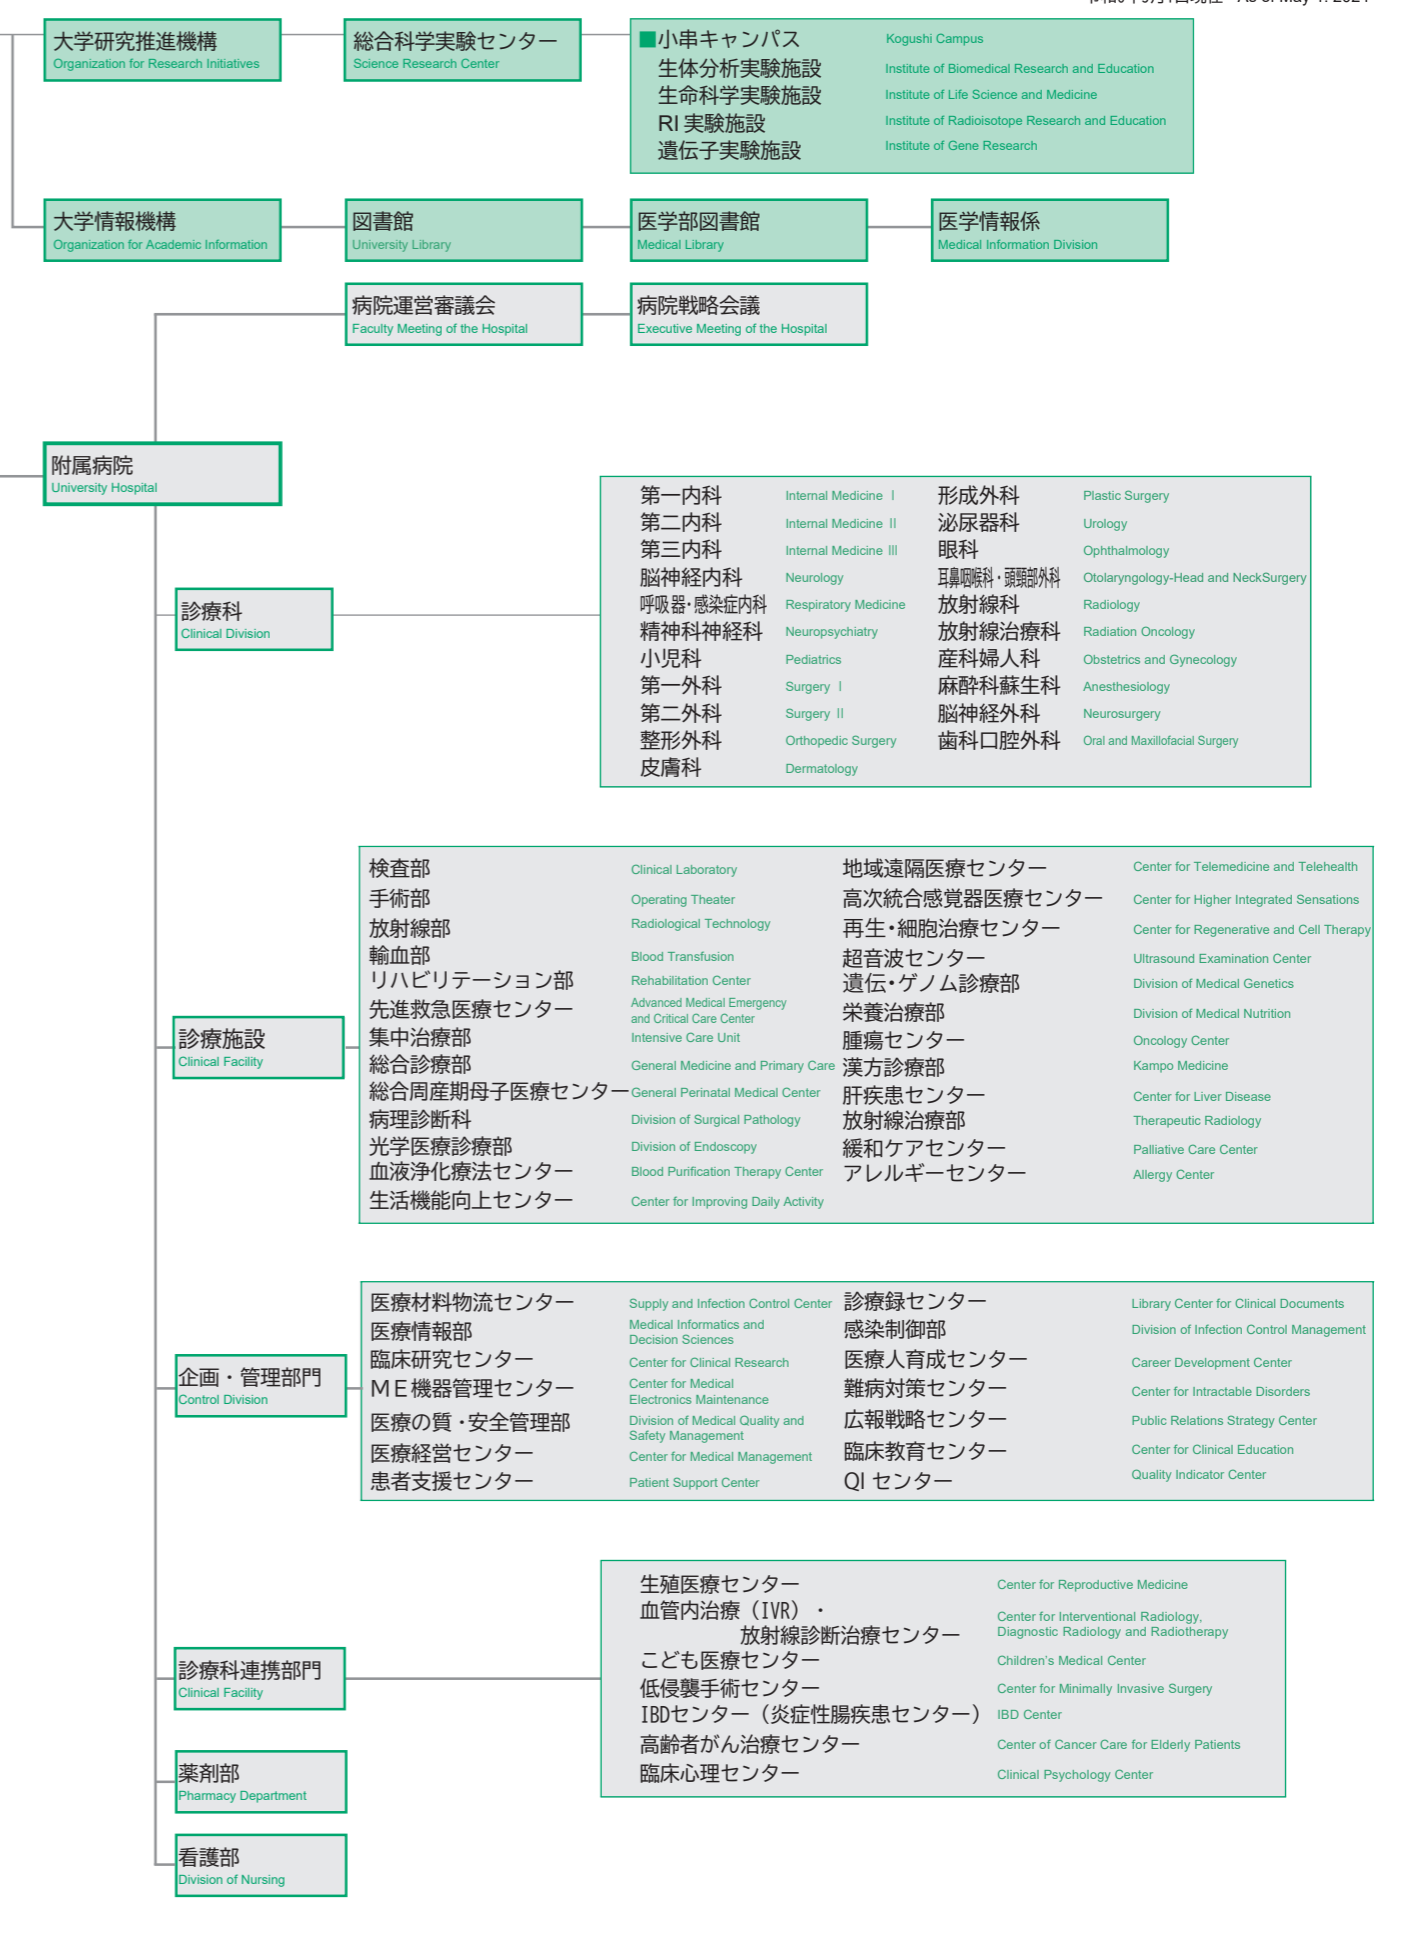 大学研究推進機構
Organization for Research Initiatives
総合科学実験センター
Science Research Center
■小串キャンパス Kogushi Campus
生体分析実験施設 Institute of Biomedical Research and Education
生命科学実験施設 Institute of Life Science and Medicine
RI 実験施設 Institute of Radioisotope Research and Education
遺伝子実験施設 Institute of Gene Research
大学情報機構
Organization for Academic Information
図書館
University Library
医学部図書館
Medical Library
医学情報係
Medical Information Division
病院運営審議会
Faculty Meeting of the Hospital
病院戦略会議
Executive Meeting of the Hospital
附属病院
University Hospital
診療科
Clinical Division
第一内科 Internal Medicine Ⅰ
第二内科 Internal Medicine Ⅱ
第三内科 Internal Medicine Ⅲ
脳神経内科 Neurology
呼吸器・感染症内科 Respiratory Medicine
精神科神経科 Neuropsychiatry
小児科 Pediatrics
第一外科 Surgery Ⅰ
第二外科 Surgery Ⅱ
整形外科 Orthopedic Surgery
皮膚科 Dermatology
形成外科 Plastic Surgery
泌尿器科 Urology
眼科 Ophthalmology
耳鼻咽喉科・頭頸部外科 Otolaryngology-Head and NeckSurgery
放射線科 Radiology
放射線治療科 Radiation Oncology
産科婦人科 Obstetrics and Gynecology
麻酔科蘇生科 Anesthesiology
脳神経外科 Neurosurgery
歯科口腔外科 Oral and Maxillofacial Surgery
診療施設
Clinical Facility
検査部 Clinical Laboratory
手術部 Operating Theater
放射線部 Radiological Technology
輸血部 Blood Transfusion
リハビリテーション部 Rehabilitation Center
先進救急医療センター Advanced Medical Emergency
and Critical Care Center
集中治療部 Intensive Care Unit
総合診療部 General Medicine and Primary Care
総合周産期母子医療センター General Perinatal Medical Center
病理診断科 Division of Surgical Pathology
光学医療診療部 Division of Endoscopy
血液浄化療法センター Blood Purification Therapy Center
生活機能向上センター Center for Improving Daily Activity
地域遠隔医療センター Center for Telemedicine and Telehealth
高次統合感覚器医療センター Center for Higher Integrated Sensations
再生・細胞治療センター Center for Regenerative and Cell Therapy
超音波センター Ultrasound Examination Center
遺伝・ゲノム診療部 Division of Medical Genetics
栄養治療部 Division of Medical Nutrition
腫瘍センター Oncology Center
漢方診療部 Kampo Medicine
肝疾患センター Center for Liver Disease
放射線治療部 Therapeutic Radiology
緩和ケアセンター Palliative Care Center
アレルギーセンター Allergy Center
企画・管理部門
Control Division
医療材料物流センター Supply and Infection Control Center
医療情報部 Medical Informatics and
Decision Sciences
臨床研究センター Center for Clinical Research
ＭＥ機器管理センター Center for Medical
Electronics Maintenance
医療の質・安全管理部 Division of Medical Quality and
Safety Management
医療経営センター Center for Medical Management
患者支援センター Patient Support Center
診療録センター Library Center for Clinical Documents
感染制御部 Division of Infection Control Management
医療人育成センター Career Development Center
難病対策センター Center for Intractable Disorders
広報戦略センター Public Relations Strategy Center
臨床教育センター Center for Clinical Education
QI センター Quality Indicator Center
診療科連携部門
Clinical Facility
生殖医療センター Center for Reproductive Medicine
血管内治療（IVR）・ Center for Interventional Radiology,
放射線診断治療センター Diagnostic Radiology and Radiotherapy
こども医療センター Children's Medical Center
低侵襲手術センター Center for Minimally Invasive Surgery
IBDセンター（炎症性腸疾患センター） IBD Center
高齢者がん治療センター Center of Cancer Care for Elderly Patients
臨床心理センター Clinical Psychology Center
薬剤部
Pharmacy Department
看護部
Division of Nursing